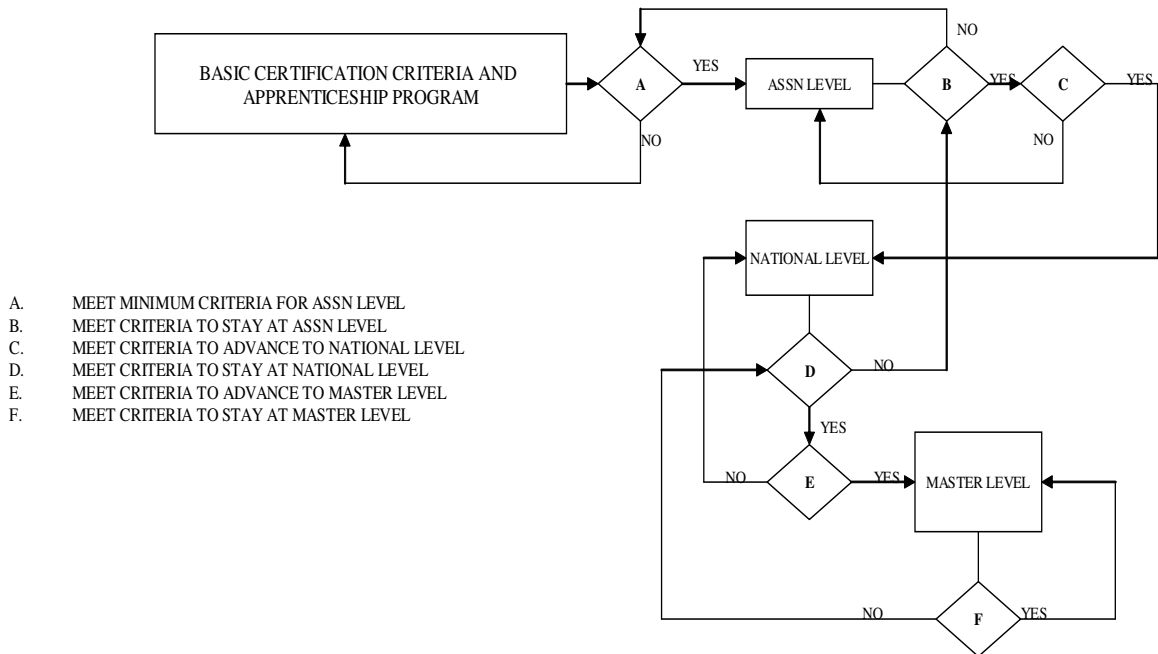 NO
BASIC CERTIFICATION CRITERIA AND
APPRENTICESHIP PROGRAM
A
YES
ASSN LEVEL
B
YES
C
YES
NO
NO
NATIONAL LEVEL
A. MEET MINIMUM CRITERIA FOR ASSN LEVEL
B. MEET CRITERIA TO STAY AT ASSN LEVEL
C. MEET CRITERIA TO ADVANCE TO NATIONAL LEVEL
D. MEET CRITERIA TO STAY AT NATIONAL LEVEL
E. MEET CRITERIA TO ADVANCE TO MASTER LEVEL
F. MEET CRITERIA TO STAY AT MASTER LEVEL
D
NO
YES
NO
E
YES
MASTER LEVEL
NO
F
YES